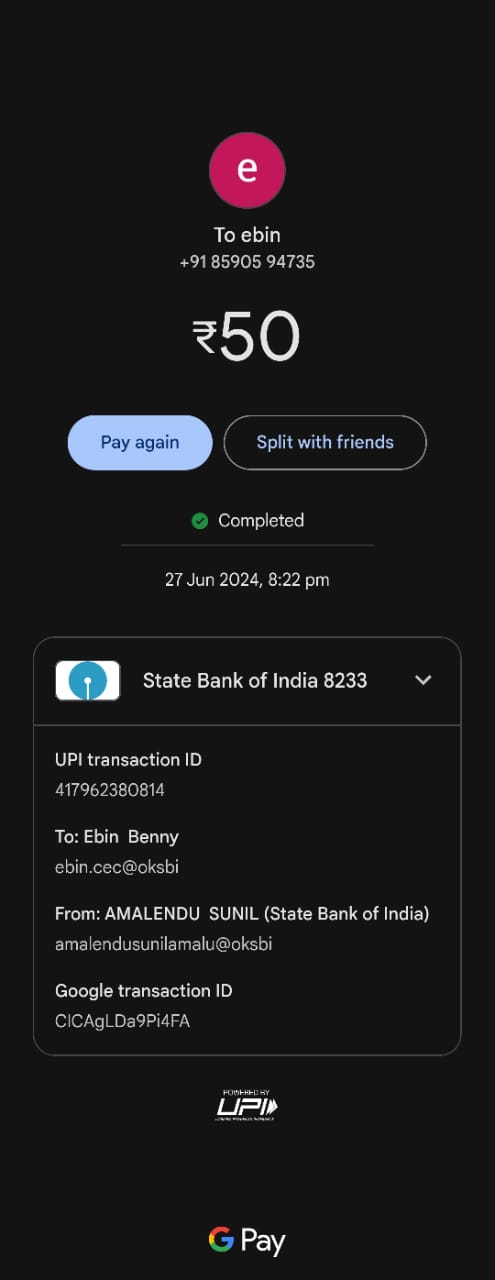 e
To ebin
+91 85905 94735
₹50
Pay again
Split with friends
Completed
27 Jun 2024, 8:22 pm
State Bank of India 8233
UPI transaction ID
417962380814
To: Ebin  Benny
ebin.cec@oksbi
From: AMALENDU  SUNIL (State Bank of India)
amalendusunilamalu@oksbi
Google transaction ID
CICAgLDa9Pi4FA
POWERED BY
UPI
G Pay